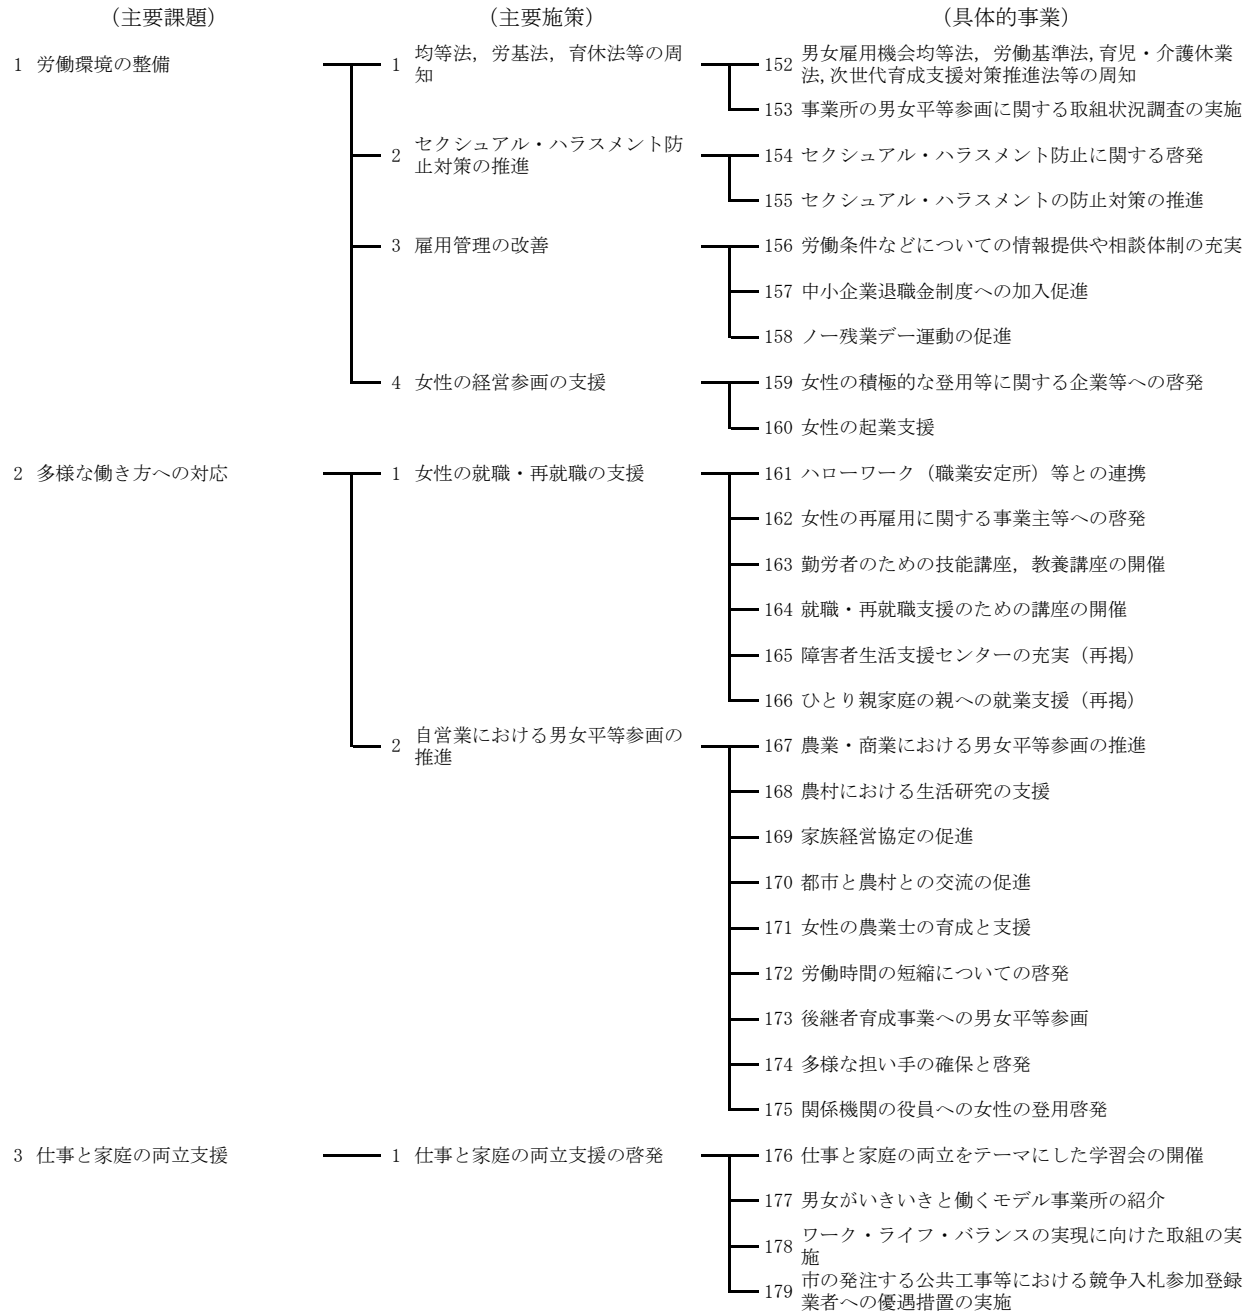 （主要課題） （主要施策） （具体的事業）
1 労働環境の整備
1 均等法，労基法，育休法等の周
知
152 男女雇用機会均等法，労働基準法，育児・介護休業
法，次世代育成支援対策推進法等の周知
153 事業所の男女平等参画に関する取組状況調査の実施
2 セクシュアル・ハラスメント防
止対策の推進
154 セクシュアル・ハラスメント防止に関する啓発
155 セクシュアル・ハラスメントの防止対策の推進
3 雇用管理の改善
156 労働条件などについての情報提供や相談体制の充実
157 中小企業退職金制度への加入促進
158 ノー残業デー運動の促進
4 女性の経営参画の支援
159 女性の積極的な登用等に関する企業等への啓発
160 女性の起業支援
2 多様な働き方への対応
1 女性の就職・再就職の支援
161 ハローワーク（職業安定所）等との連携
162 女性の再雇用に関する事業主等への啓発
163 勤労者のための技能講座，教養講座の開催
164 就職・再就職支援のための講座の開催
165 障害者生活支援センターの充実（再掲）
166 ひとり親家庭の親への就業支援（再掲）
2 自営業における男女平等参画の
推進
167 農業・商業における男女平等参画の推進
168 農村における生活研究の支援
169 家族経営協定の促進
170 都市と農村との交流の促進
171 女性の農業士の育成と支援
172 労働時間の短縮についての啓発
173 後継者育成事業への男女平等参画
174 多様な担い手の確保と啓発
175 関係機関の役員への女性の登用啓発
3 仕事と家庭の両立支援
1 仕事と家庭の両立支援の啓発
176 仕事と家庭の両立をテーマにした学習会の開催
177 男女がいきいきと働くモデル事業所の紹介
178 ワーク・ライフ・バランスの実現に向けた取組の実
施
179 市の発注する公共工事等における競争入札参加登録
業者への優遇措置の実施